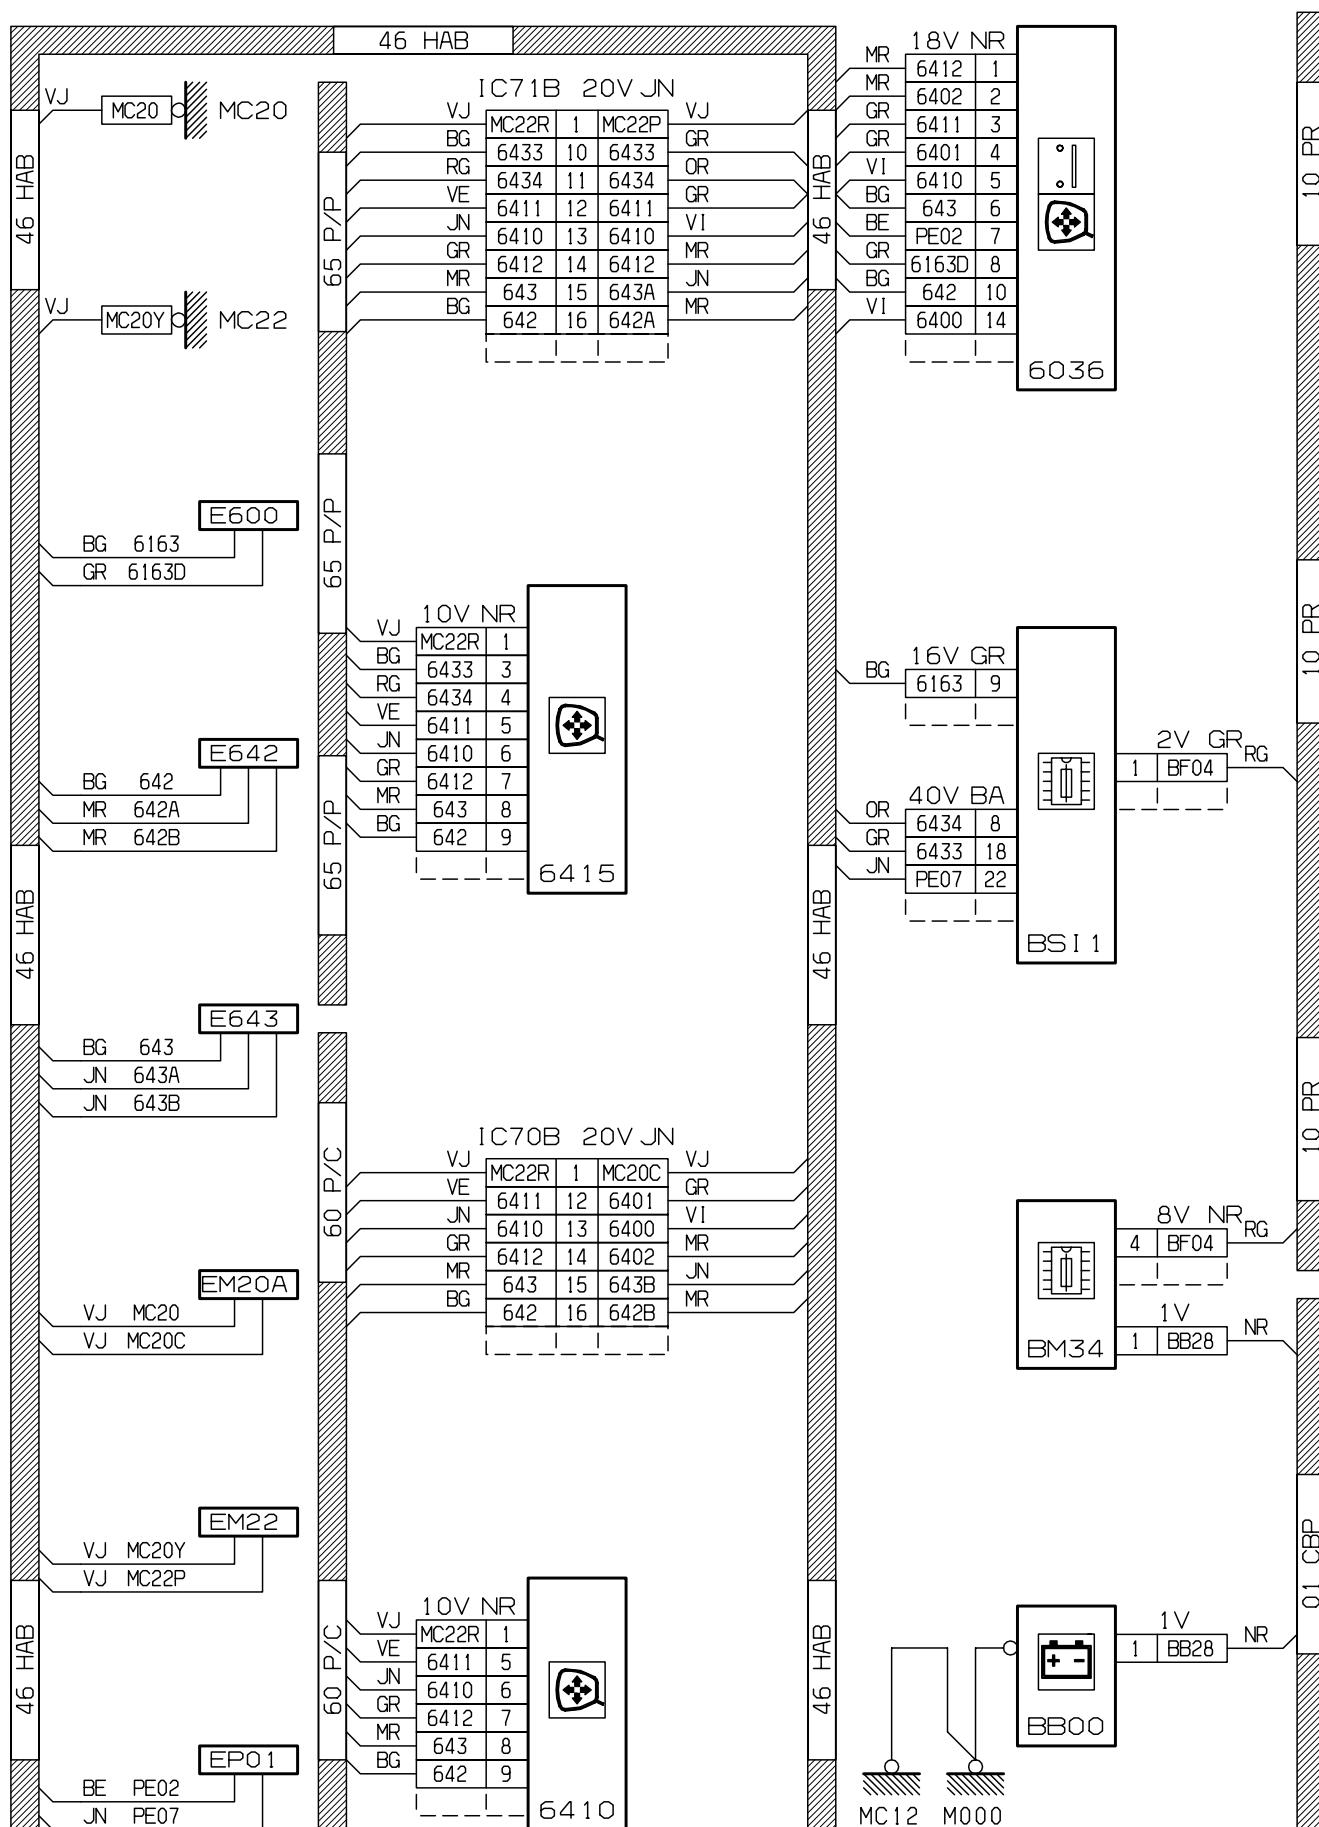 46 HAB
VJ MC20 MC20
VJ MC20Y MC22
46 HAB
E600
BG 6163
GR 6163D
E642
BG 642
MR 642A
MR 642B
46 HAB
E643
BG 643
JN 643A
JN 643B
EM20A
VJ MC20
VJ MC20C
EM22
VJ MC20Y
VJ MC22P
46 HAB
EP01
BE PE02
JN PE07
65 P/P
IC71B 20V JN
VJ MC22R 1 MC22P VJ
BG 6433 10 6433 GR
RG 6434 11 6434 OR
VE 6411 12 6411 GR
JN 6410 13 6410 VI
GR 6412 14 6412 MR
MR 643 15 643A JN
BG 642 16 642A MR
65 P/P
10V NR
VJ MC22R 1
BG 6433 3
RG 6434 4
VE 6411 5
JN 6410 6
GR 6412 7
MR 643 8
BG 642 9
6415
65 P/P
60 P/C
IC70B 20V JN
VJ MC22R 1 MC20C VJ
VE 6411 12 6401 GR
JN 6410 13 6400 VI
GR 6412 14 6402 MR
MR 643 15 643B JN
BG 642 16 642B MR
60 P/C
10V NR
VJ MC22R 1
VE 6411 5
JN 6410 6
GR 6412 7
MR 643 8
BG 642 9
6410
46 HAB
46 HAB
46 HAB
18V NR
MR 6412 1
MR 6402 2
GR 6411 3
GR 6401 4
VI 6410 5
BG 643 6
BE PE02 7
GR 6163D 8
BG 642 10
VI 6400 14
6036
16V GR
BG 6163 9
40V BA
OR 6434 8
GR 6433 18
JN PE07 22
BSI1
2V GR
1 BF04 RG
8V NR
4 BF04 RG
1V
1 BB28 NR
BM34
1V
1 BB28 NR
+ -
BB00
MC12 M000
10 PR
10 PR
10 PR
01 CBP